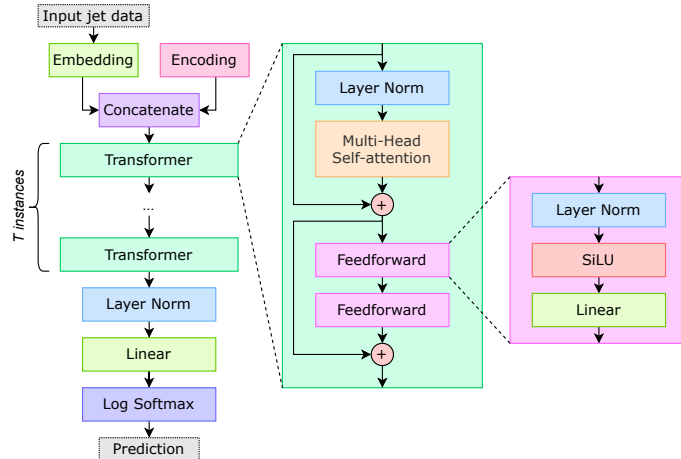 Input jet data
Embedding
Encoding
Concatenate
T instances
Transformer
...
Transformer
Layer Norm
Linear
Log Softmax
Prediction
Layer Norm
Multi-Head
Self-attention
+
Feedforward
Feedforward
+
Layer Norm
SiLU
Linear